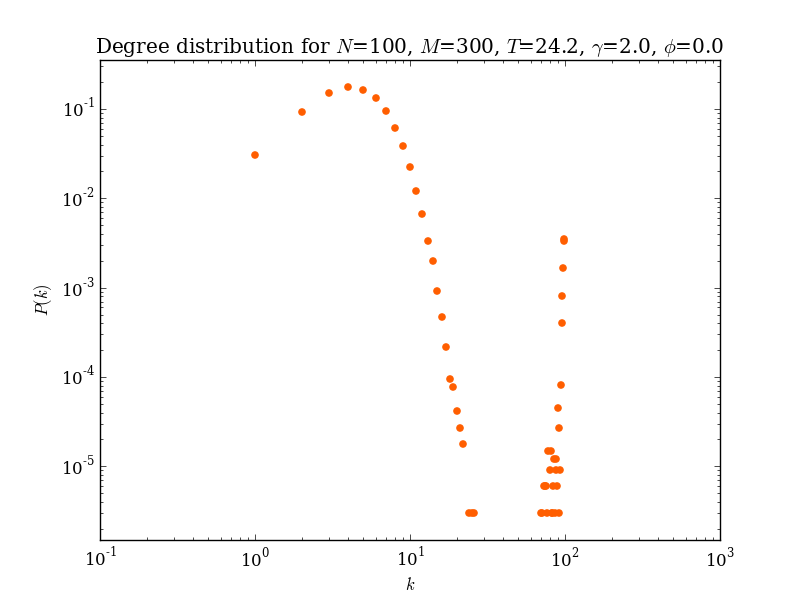 Degree distribution for N=100, M=300, T=24.2, γ=2.0, ϕ=0.0
10^-1
10^-2
10^-3
10^-4
10^-5
P(k)
10^-1 10^0 10^1 10^2 10^3
k